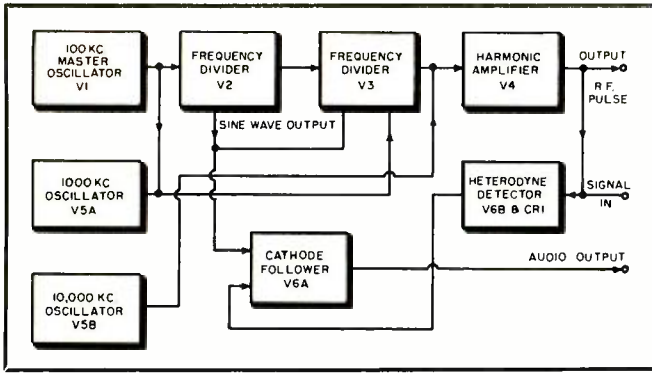 100 KC
MASTER
OSCILLATOR
V1
FREQUENCY
DIVIDER
V2
FREQUENCY
DIVIDER
V3
HARMONIC
AMPLIFIER
V4
OUTPUT
R.F.
PULSE
SINE WAVE OUTPUT
1000 KC
OSCILLATOR
V5A
HETERODYNE
DETECTOR
V6B & CR1
SIGNAL
IN
CATHODE
FOLLOWER
V6A
AUDIO OUTPUT
10,000 KC
OSCILLATOR
V5B